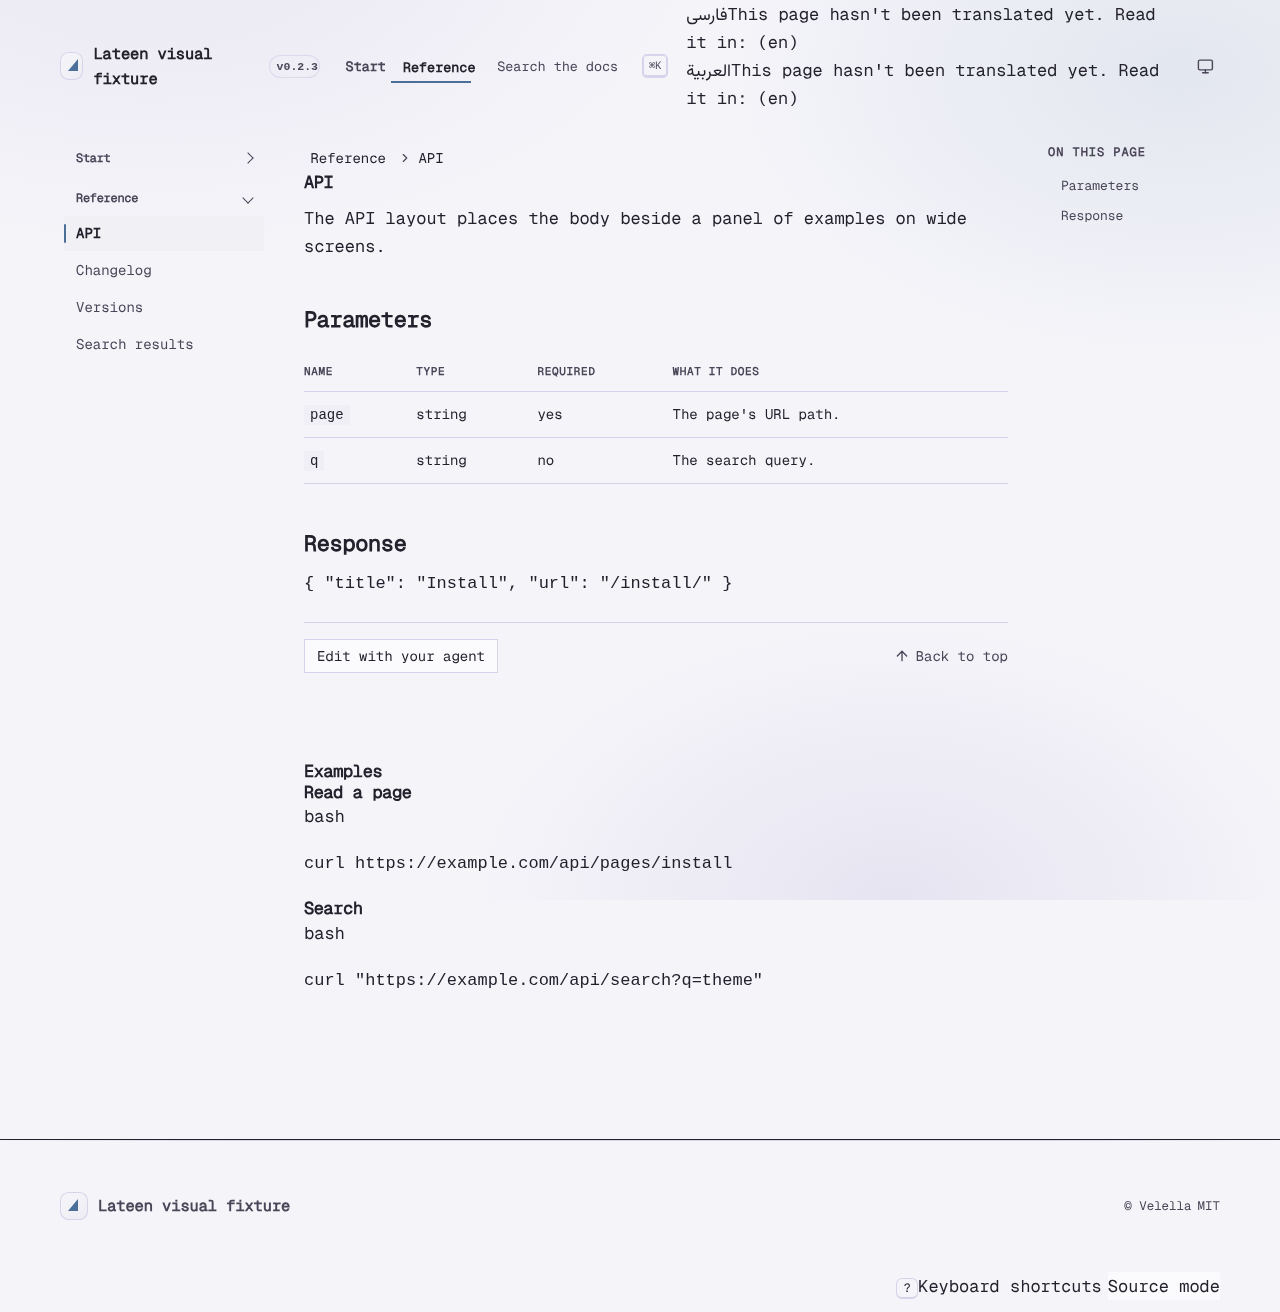 Lateen visual fixture
v0.2.3
Start
Reference
Search the docs
⌘K
فارسیThis page hasn't been translated yet. Read it in: (en)
العربيةThis page hasn't been translated yet. Read it in: (en)
Start
Reference
API
Changelog
Versions
Search results
Reference > API
API
The API layout places the body beside a panel of examples on wide
screens.
Parameters
NAME TYPE REQUIRED WHAT IT DOES
page string yes The page's URL path.
q string no The search query.
Response
{ "title": "Install", "url": "/install/" }
Edit with your agent
↑ Back to top
Examples
Read a page
bash
curl https://example.com/api/pages/install
Search
bash
curl "https://example.com/api/search?q=theme"
ON THIS PAGE
Parameters
Response
Lateen visual fixture
© Velella MIT
? Keyboard shortcuts Source mode